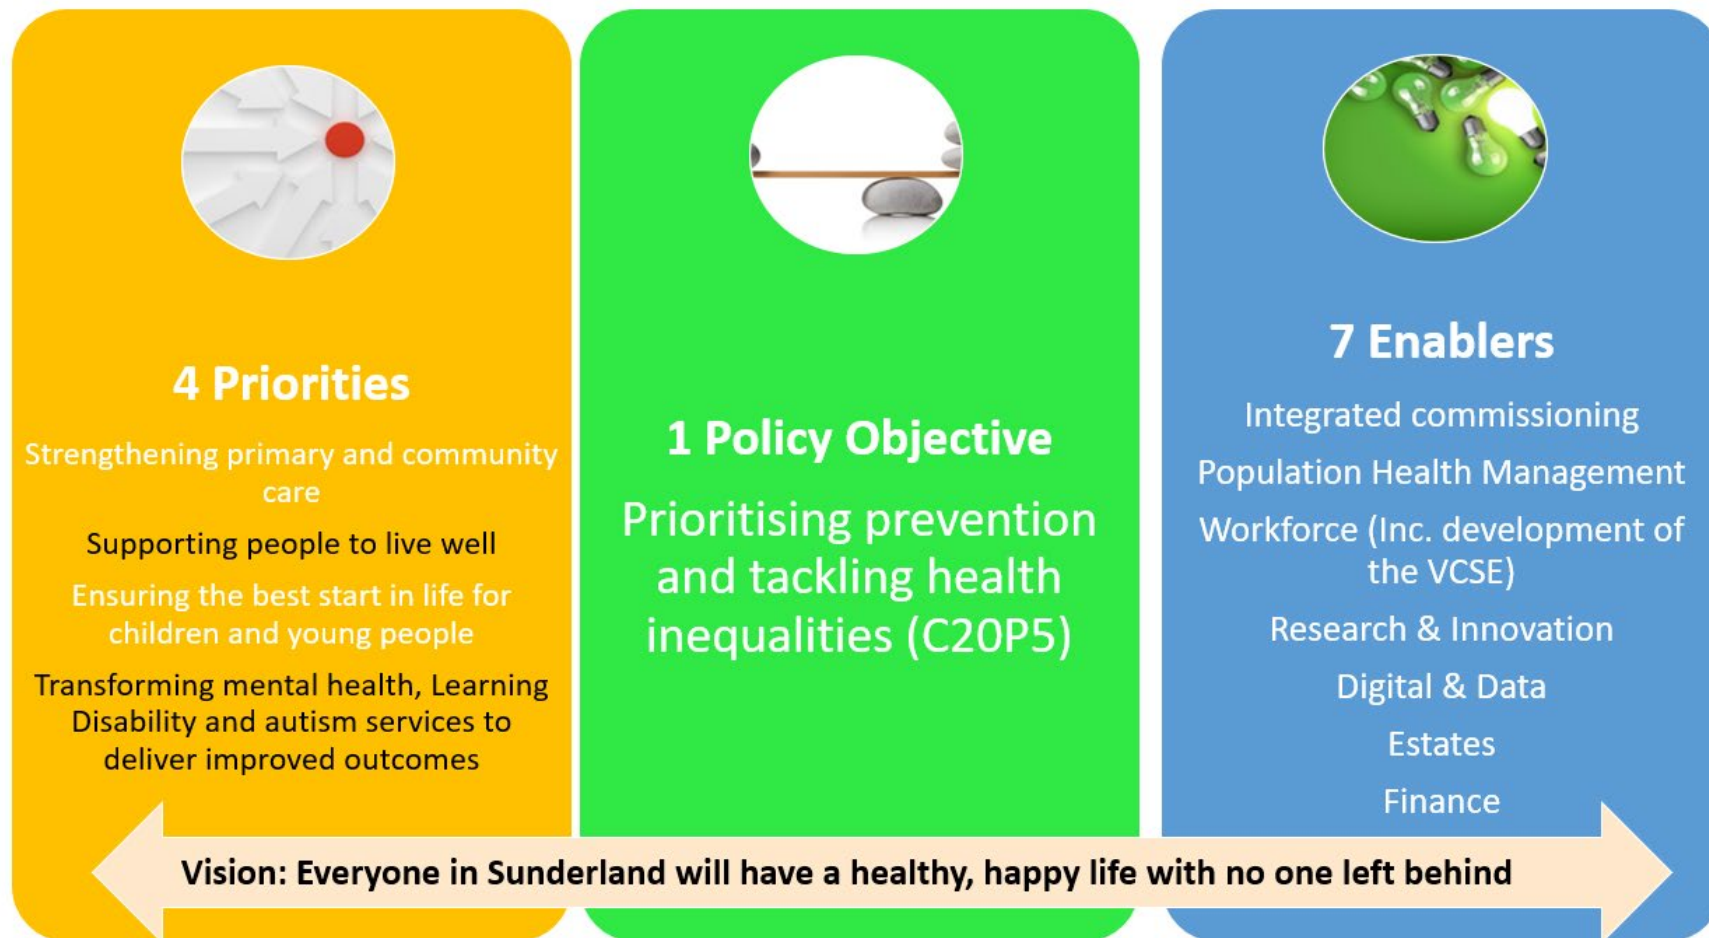 4 Priorities
Strengthening primary and community
care
Supporting people to live well
Ensuring the best start in life for
children and young people
Transforming mental health, Learning
Disability and autism services to
deliver improved outcomes
1 Policy Objective
Prioritising prevention
and tackling health
inequalities (C20P5)
7 Enablers
Integrated commissioning
Population Health Management
Workforce (Inc. development of
the VCSE)
Research & Innovation
Digital & Data
Estates
Finance
Vision: Everyone in Sunderland will have a healthy, happy life with no one left behind